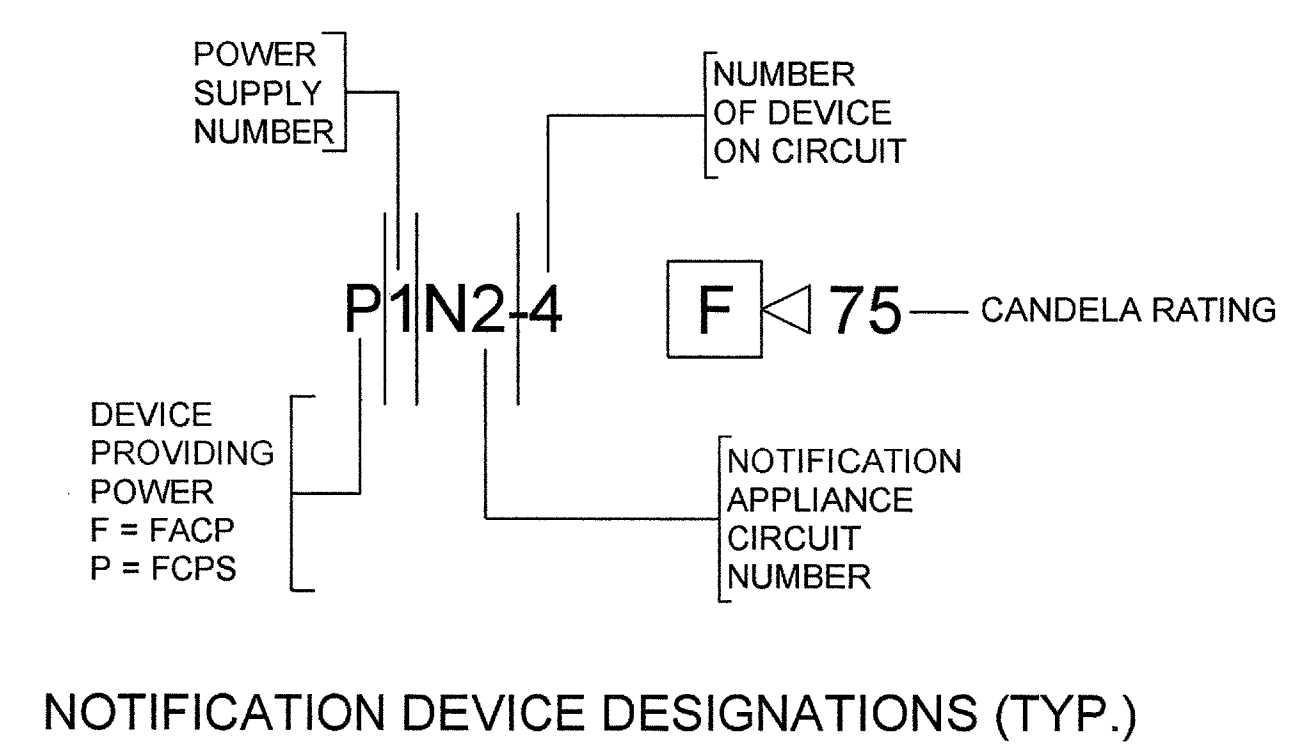 POWER
SUPPLY
NUMBER
NUMBER
OF DEVICE
ON CIRCUIT
P1N2-4
F 75 CANDELA RATING
DEVICE
PROVIDING
POWER
F = FACP
P = FCPS
NOTIFICATION
APPLIANCE
CIRCUIT
NUMBER
NOTIFICATION DEVICE DESIGNATIONS (TYP.)